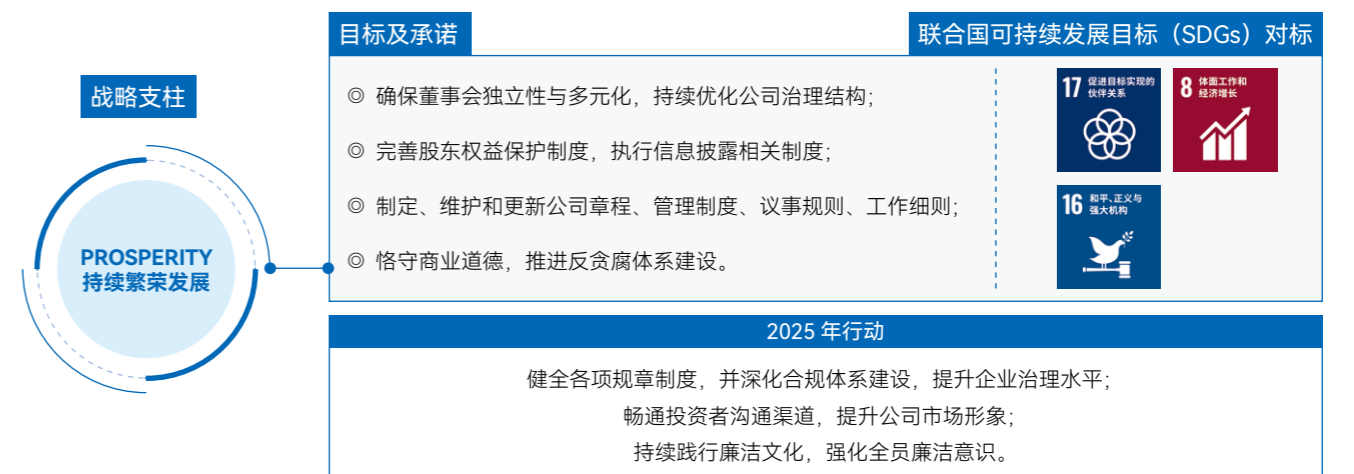 战略支柱
PROSPERITY
持续繁荣发展
目标及承诺
联合国可持续发展目标（SDGs）对标
◎ 确保董事会独立性与多元化，持续优化公司治理结构；
◎ 完善股东权益保护制度，执行信息披露相关制度；
◎ 制定、维护和更新公司章程、管理制度、议事规则、工作细则；
◎ 恪守商业道德，推进反贪腐体系建设。
17 促进目标实现的
伙伴关系
8 体面工作和
经济增长
16 和平、正义与
强大机构
2025 年行动
健全各项规章制度，并深化合规体系建设，提升企业治理水平；
畅通投资者沟通渠道，提升公司市场形象；
持续践行廉洁文化，强化全员廉洁意识。